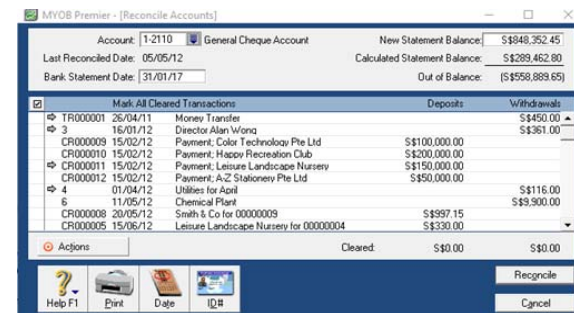 MYOB Premier - [Reconcile Accounts]
Account: 1-2110 General Cheque Account New Statement Balance: S$848,352.45
Last Reconciled Date: 05/05/12 Calculated Statement Balance: S$289,462.80
Bank Statement Date: 31/01/17 Out of Balance: (S$558,889.65)
Mark All Cleared Transactions Deposits Withdrawals
TR000001 26/04/11 Money Transfer S$450.00
3 16/01/12 Director Alan Wong S$361.00
CR000009 15/02/12 Payment; Color Technology Pte Ltd S$100,000.00
CR000010 15/02/12 Payment; Happy Recreation Club S$200,000.00
CR000011 15/02/12 Payment; Leisure Landscape Nursery S$150,000.00
CR000012 15/02/12 Payment; A-Z Stationery Pte Ltd S$50,000.00
4 01/04/12 Utilities for April S$116.00
6 11/05/12 Chemical Plant S$9,900.00
CR000008 20/05/12 Smith & Co for 00000009 S$997.15
CR000005 15/06/12 Leisure Landscape Nursery for 00000004 S$330.00
Actions Cleared: S$0.00 S$0.00
Help F1 Print Date ID# Reconcile
Cancel